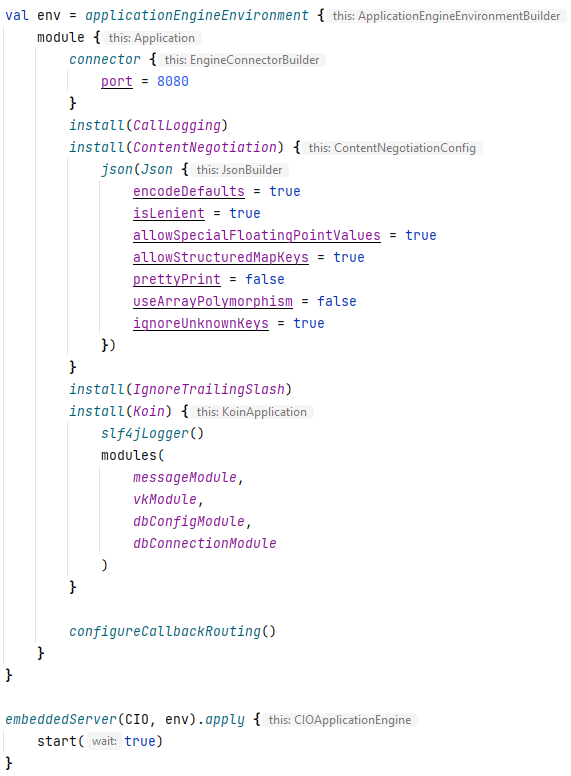 val env = applicationEngineEnvironment { this: ApplicationEngineEnvironmentBuilder
    module { this: Application
        connector { this: EngineConnectorBuilder
            port = 8080
        }
        install(CallLogging)
        install(ContentNegotiation) { this: ContentNegotiationConfig
            json(Json { this: JsonBuilder
                encodeDefaults = true
                isLenient = true
                allowSpecialFloatingPointValues = true
                allowStructuredMapKeys = true
                prettyPrint = false
                useArrayPolymorphism = false
                ignoreUnknownKeys = true
            })
        }
        install(IgnoreTrailingSlash)
        install(Koin) { this: KoinApplication
            slf4jLogger()
            modules(
                messageModule,
                vkModule,
                dbConfigModule,
                dbConnectionModule
            )
        }

        configureCallbackRouting()
    }
}

embeddedServer(CIO, env).apply { this: CIOApplicationEngine
    start( wait: true)
}